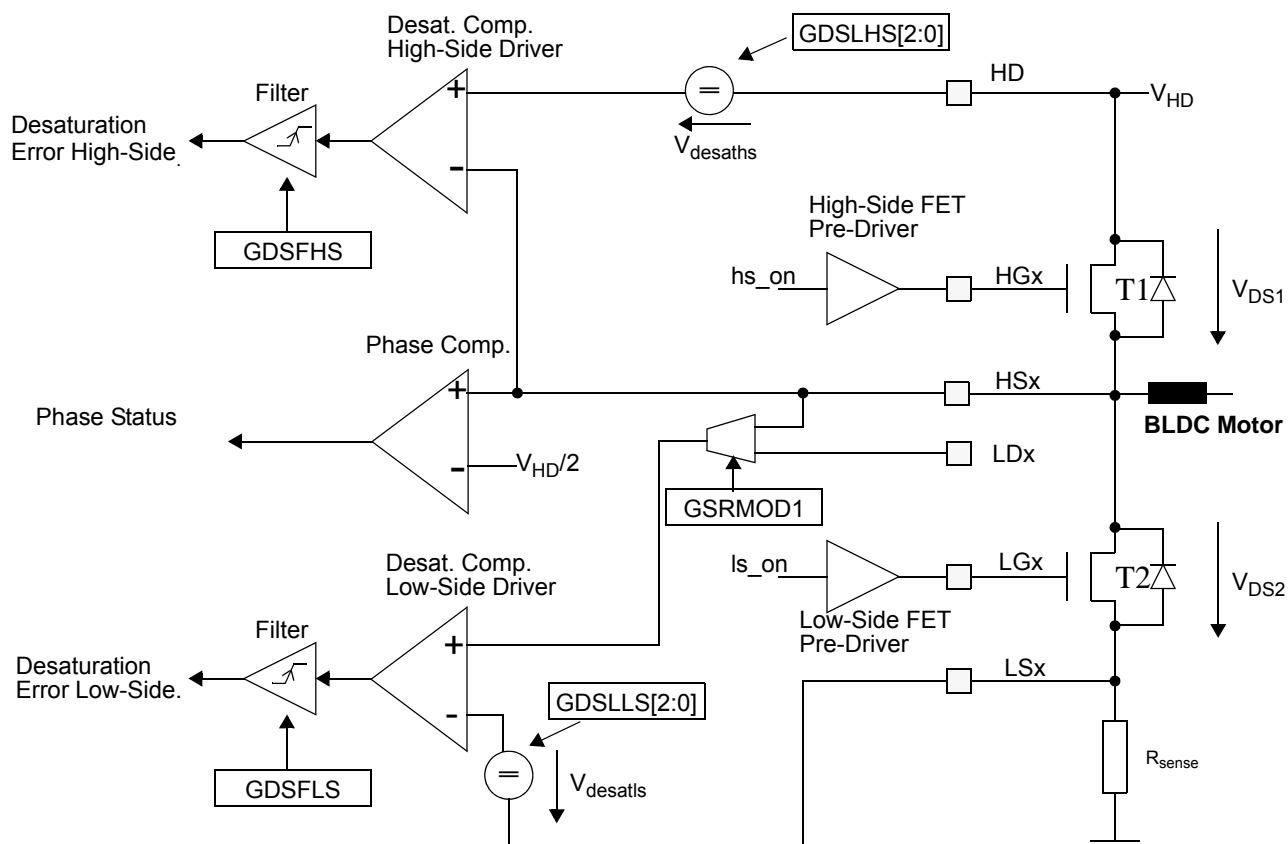 Desat. Comp.
High-Side Driver
GDSLHS[2:0]
Filter
+
=
HD
V_HD
Desaturation
Error High-Side.
V_desaths
-
GDSFHS
High-Side FET
Pre-Driver
hs_on
HGx
T1
V_DS1
Phase Comp.
+
HSx
Phase Status
BLDC Motor
-
V_HD/2
LDx
GSRMOD1
Desat. Comp.
Low-Side Driver
ls_on
LGx
T2
V_DS2
Filter
+
Low-Side FET
Pre-Driver
Desaturation
Error Low-Side.
LSx
-
GDSLLS[2:0]
GDSFLS
=
V_desatls
R_sense